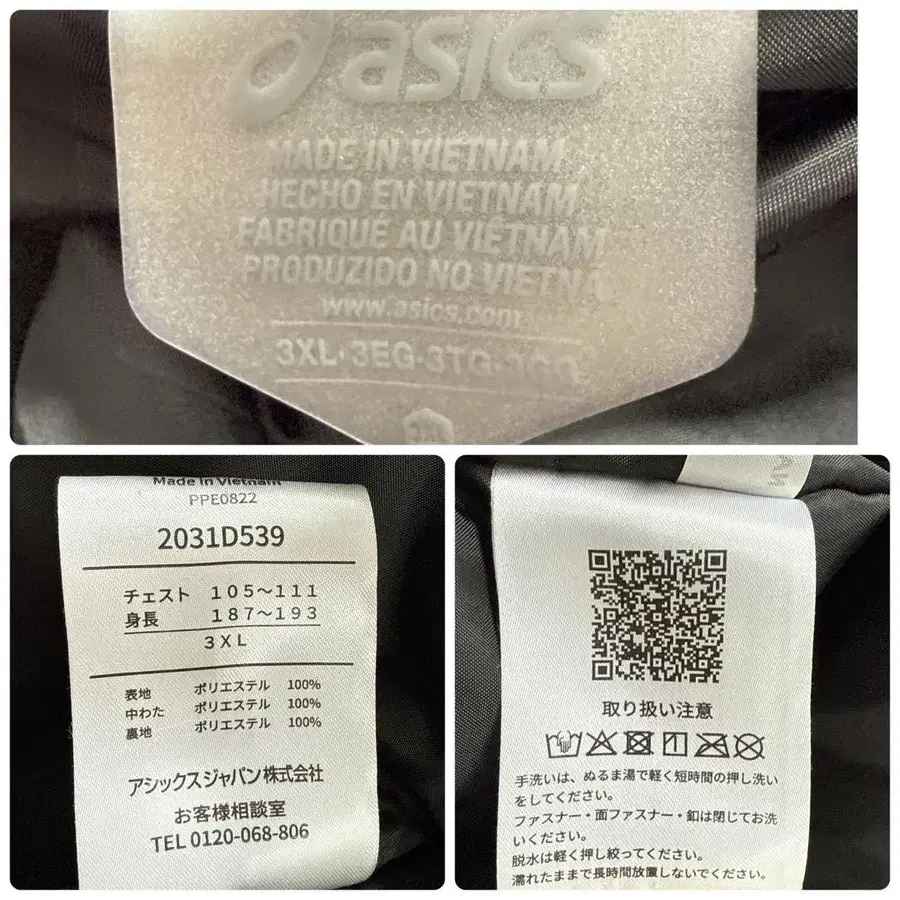 asics
MADE IN VIETNAM
HECHO EN VIETNAM
FABRIQUÉ AU VIÊTNAM
PRODUZIDO NO VIETNA
www.asics.com
3XL·3EG·3TG·
Made in Vietnam
PPE0822
2031D539
チェスト 105～111
身長 187～193
3XL
表地 ポリエステル 100%
中わた ポリエステル 100%
裏地 ポリエステル 100%
アシックスジャパン株式会社
お客様相談室
TEL 0120-068-806
取り扱い注意
手洗いは、ぬるま湯で軽く短時間の押し洗い
をしてください。
ファスナー・面ファスナー・釦は閉じてお洗
いください。
脱水は軽く押し絞ってください。
濡れたままで長時間放置しないでください。